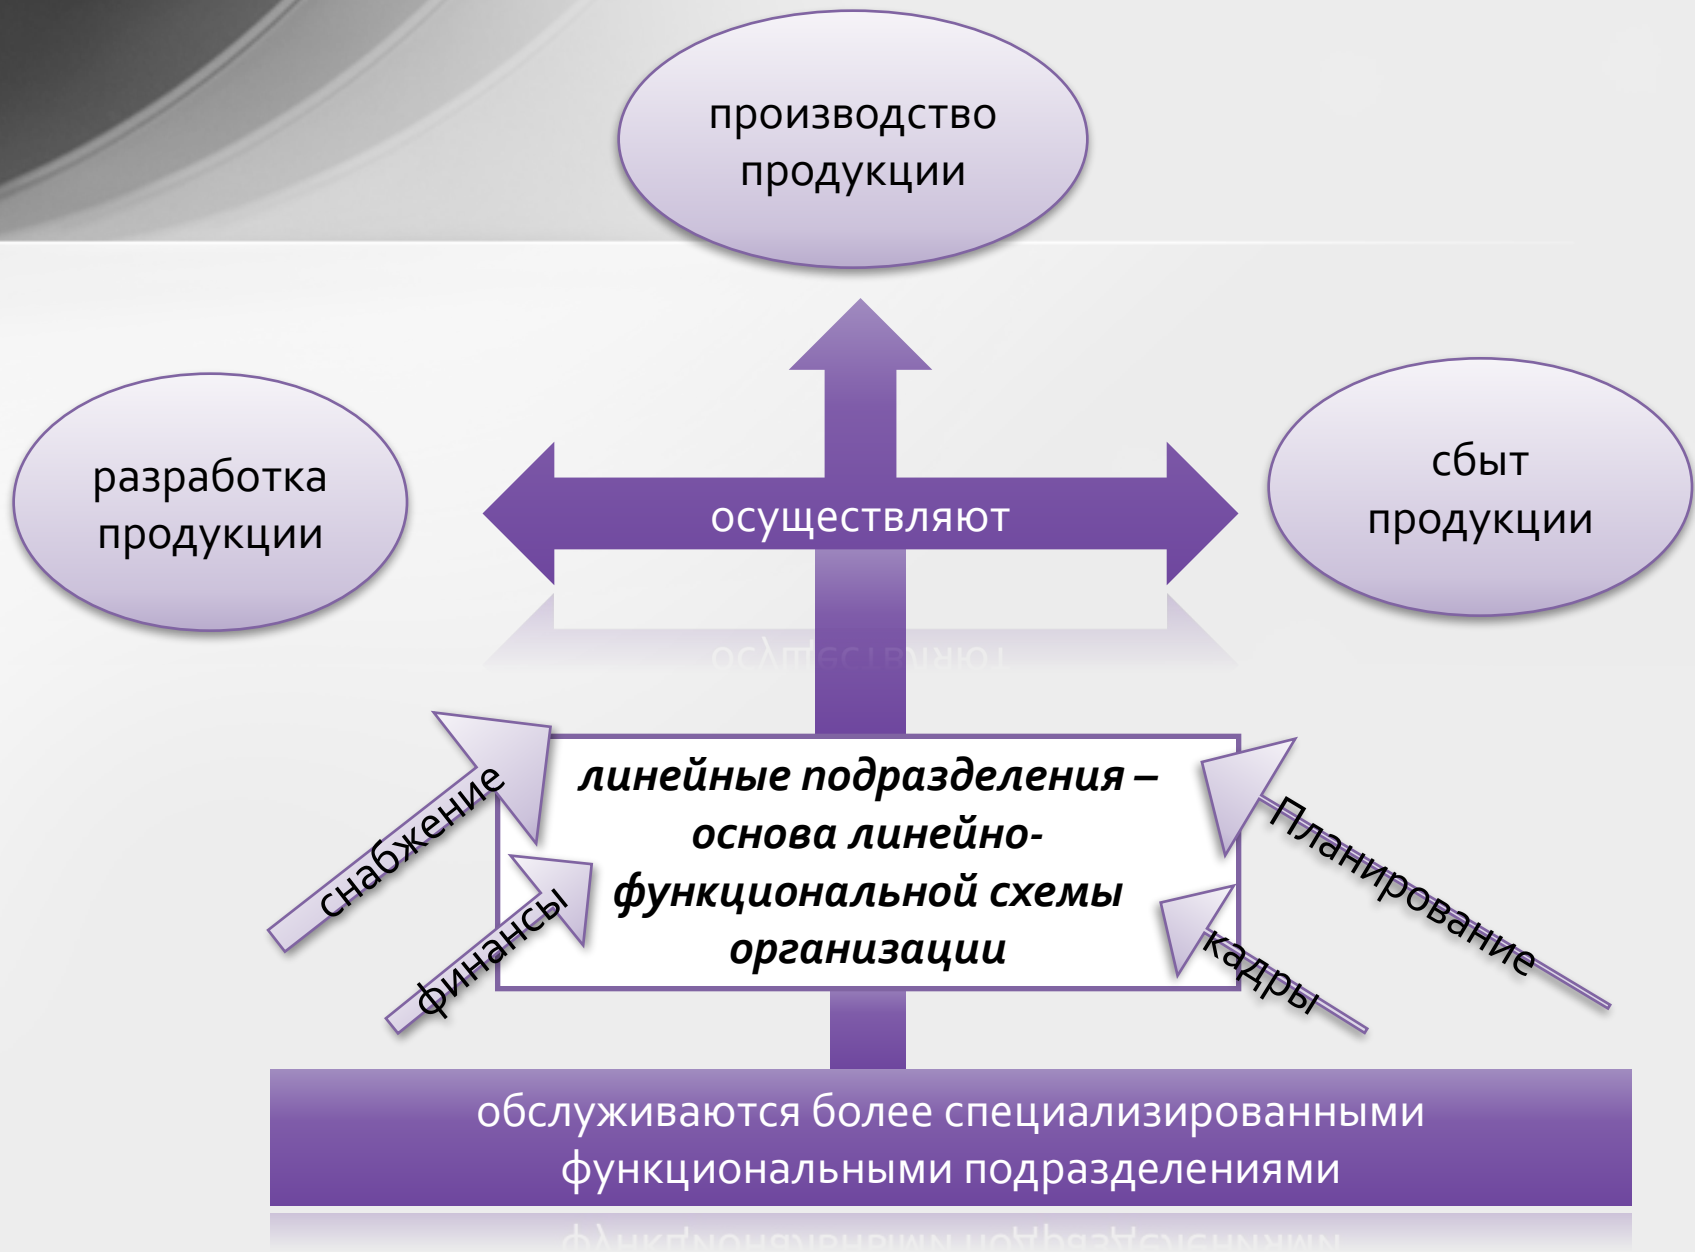 производство
продукции
разработка
продукции
сбыт
продукции
осуществляют
линейные подразделения –
основа линейно-
функциональной схемы
организации
снабжение
финансы
Планирование
кадры
обслуживаются более специализированными
функциональными подразделениями